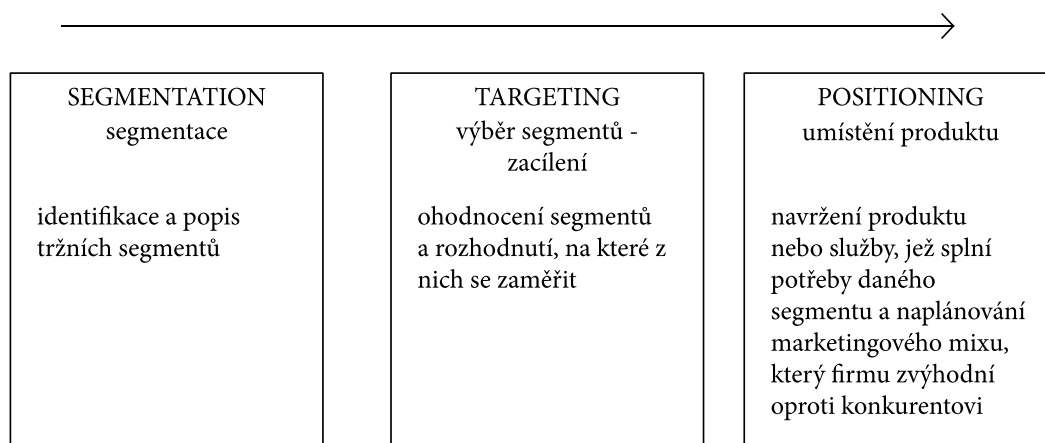 SEGMENTATION
segmentace
identifikace a popis
tržních segmentů
TARGETING
výběr segmentů -
zacílení
ohodnocení segmentů
a rozhodnutí, na které z
nich se zaměřit
POSITIONING
umístění produktu
navržení produktu
nebo služby, jež splní
potřeby daného
segmentu a naplánování
marketingového mixu,
který firmu zvýhodní
oproti konkurentovi